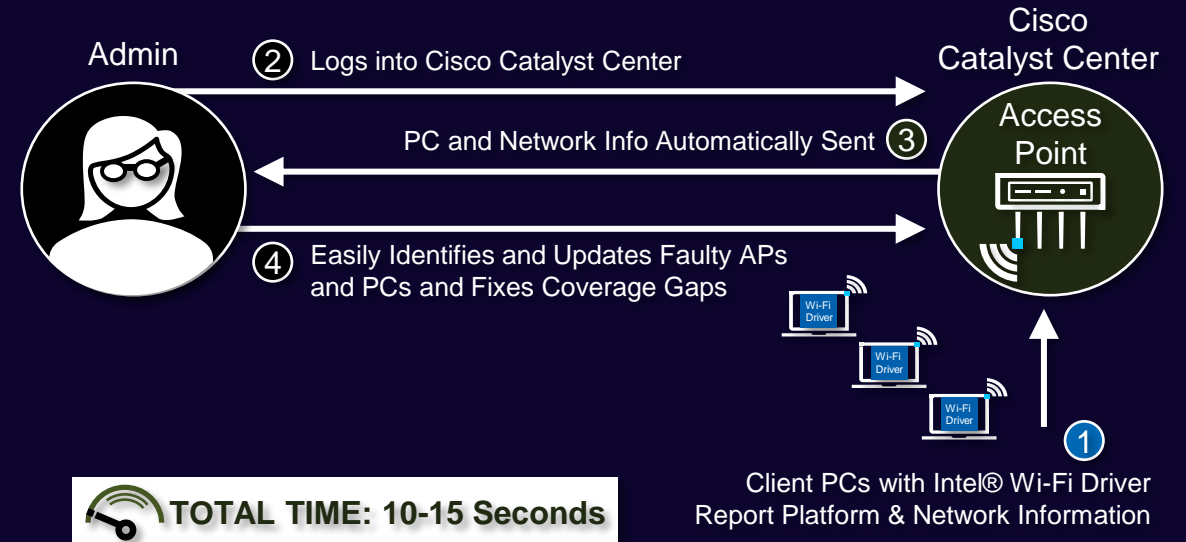 Admin
2 Logs into Cisco Catalyst Center
Cisco
Catalyst Center
Access
Point
PC and Network Info Automatically Sent 3
4 Easily Identifies and Updates Faulty APs
and PCs and Fixes Coverage Gaps
Wi-Fi
Driver
Wi-Fi
Driver
Wi-Fi
Driver
1
Client PCs with Intel® Wi-Fi Driver
Report Platform & Network Information
TOTAL TIME: 10-15 Seconds